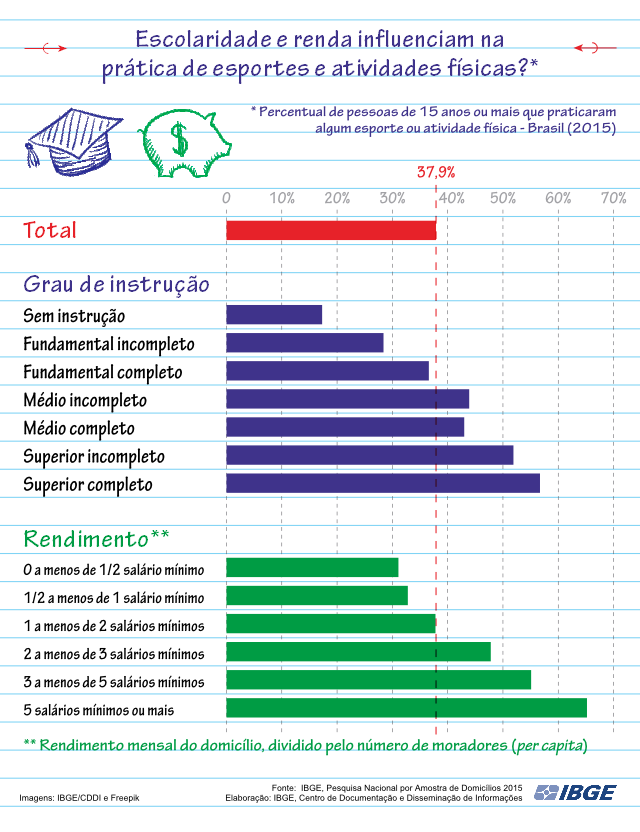 Escolaridade e renda influenciam na
prática de esportes e atividades físicas?*
* Percentual de pessoas de 15 anos ou mais que praticaram
algum esporte ou atividade física - Brasil (2015)
$
37,9%
0 10% 20% 30% 40% 50% 60% 70%
Total
Grau de instrução
Sem instrução
Fundamental incompleto
Fundamental completo
Médio incompleto
Médio completo
Superior incompleto
Superior completo
Rendimento**
0 a menos de 1/2 salário mínimo
1/2 a menos de 1 salário mínimo
1 a menos de 2 salários mínimos
2 a menos de 3 salários mínimos
3 a menos de 5 salários mínimos
5 salários mínimos ou mais
** Rendimento mensal do domicílio, dividido pelo número de moradores (per capita)
Imagens: IBGE/CDDI e Freepik
Fonte: IBGE, Pesquisa Nacional por Amostra de Domicílios 2015
Elaboração: IBGE, Centro de Documentação e Disseminação de Informações
IBGE